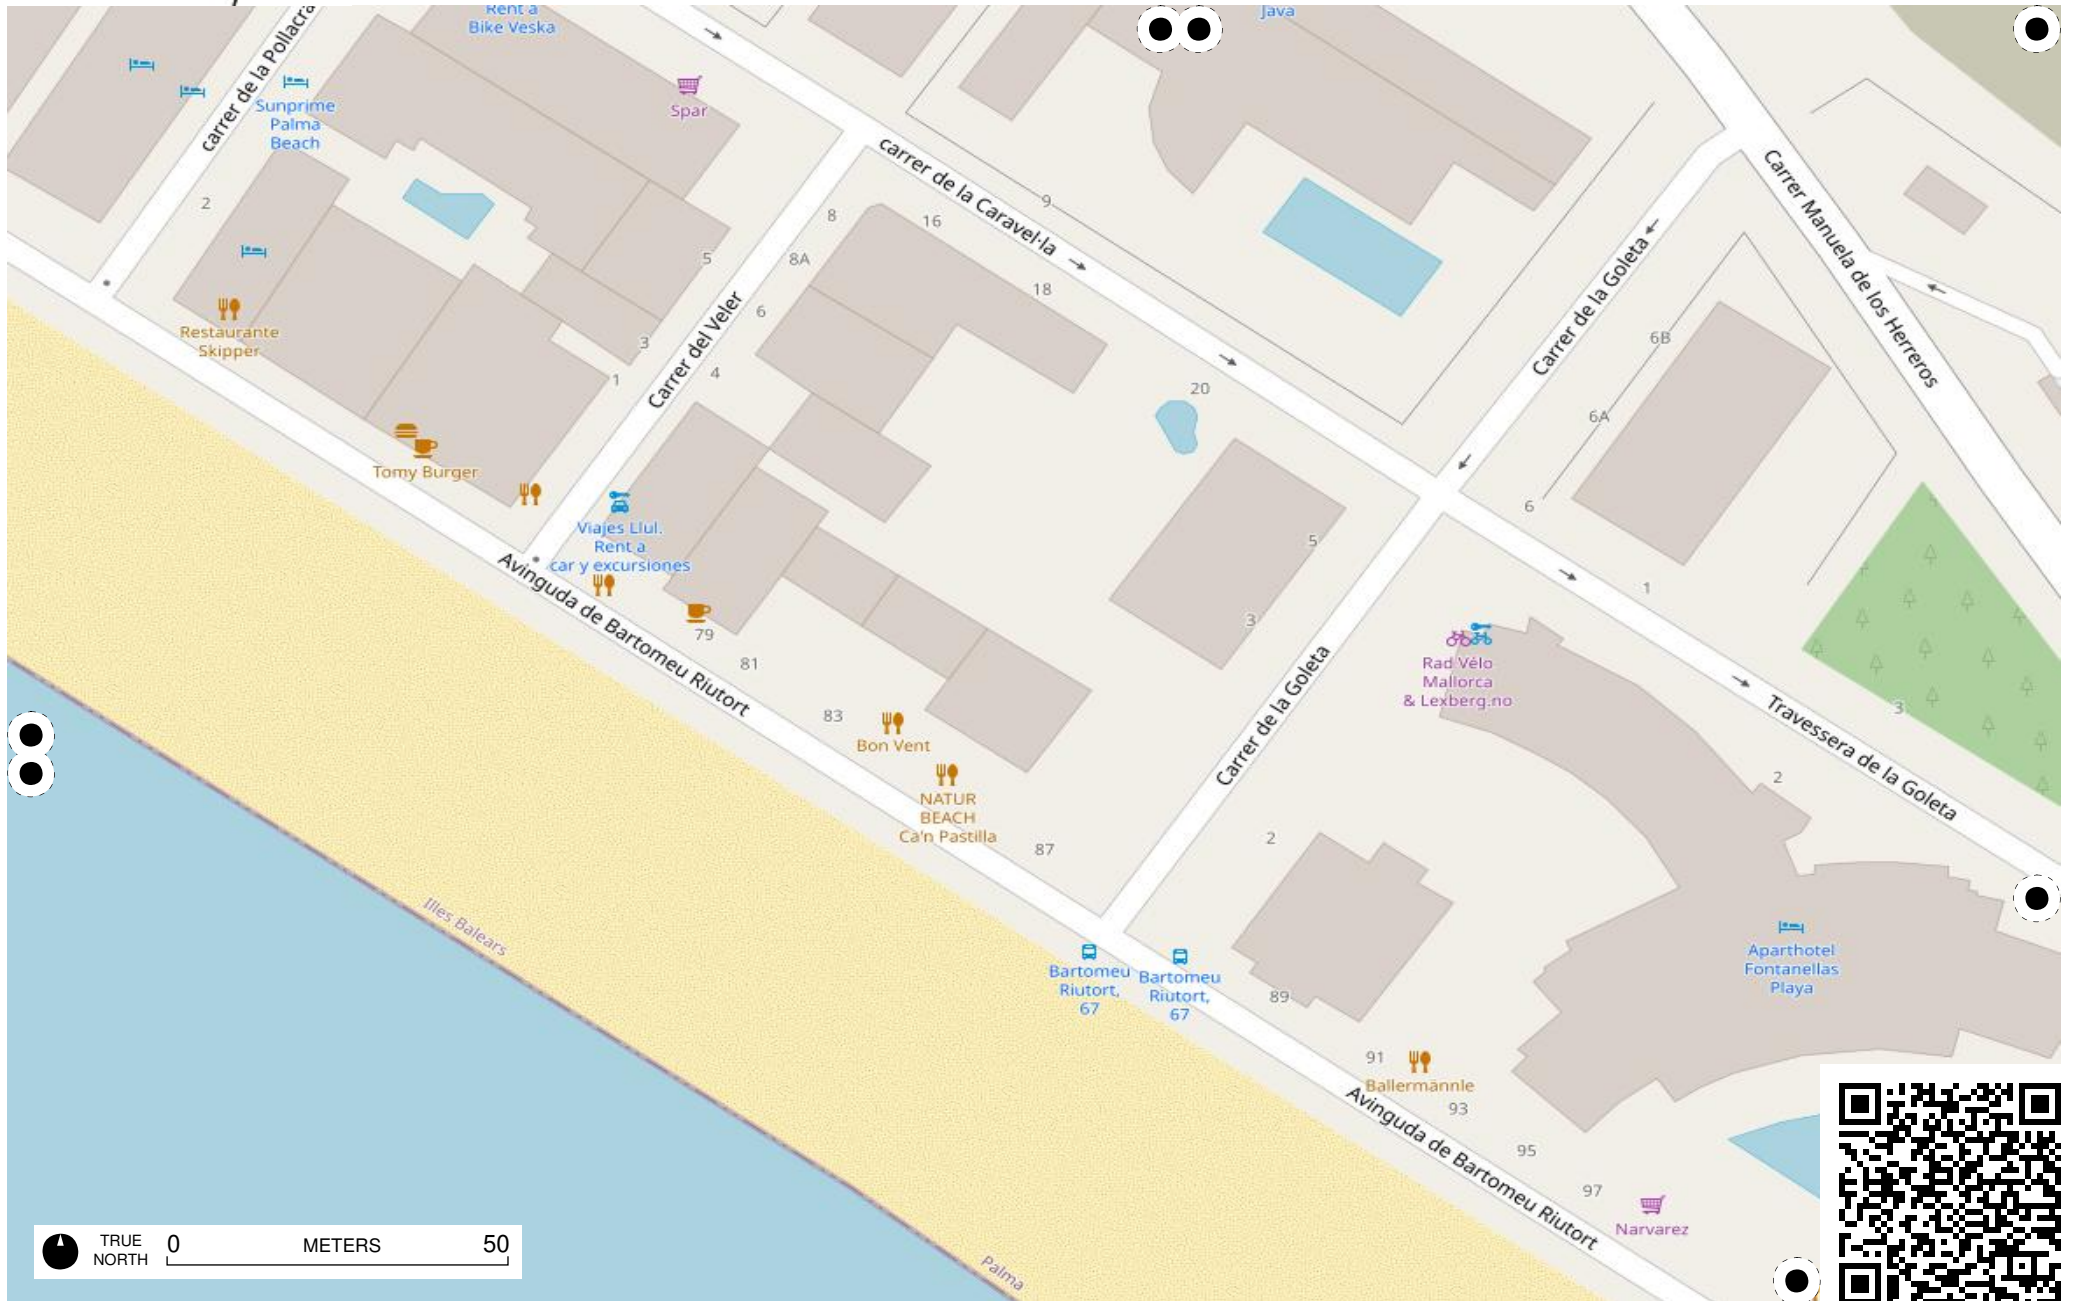 Rent a
Bike Veska
Java
carrer de la Pollacra
Spar
Sunprime
Palma
Beach
carrer de la Caravel·la
Carrer Manuela de los Herreros
2
9
8
16
5
8A
18
Carrer de la Goleta
6
Restaurante
Skipper
3
Carrer del Veler
6B
1
4
20
6A
Tomy Burger
6
Viajes Llul.
Rent a
car y excursiones
5
1
Avinguda de Bartomeu Riutort
79
3
81
Rad Vélo
Mallorca
& Lexberg.no
Carrer de la Goleta
3
Travessera de la Goleta
83
Bon Vent
2
NATUR
BEACH
Ca'n Pastilla
87
2
Illes Balears
Bartomeu
Riutort,
67
Bartomeu
Riutort,
67
Aparthotel
Fontanellas
Playa
89
91
Ballermännle
93
Avinguda de Bartomeu Riutort
95
97
Narvarez
Palma
TRUE
NORTH
0 METERS 50